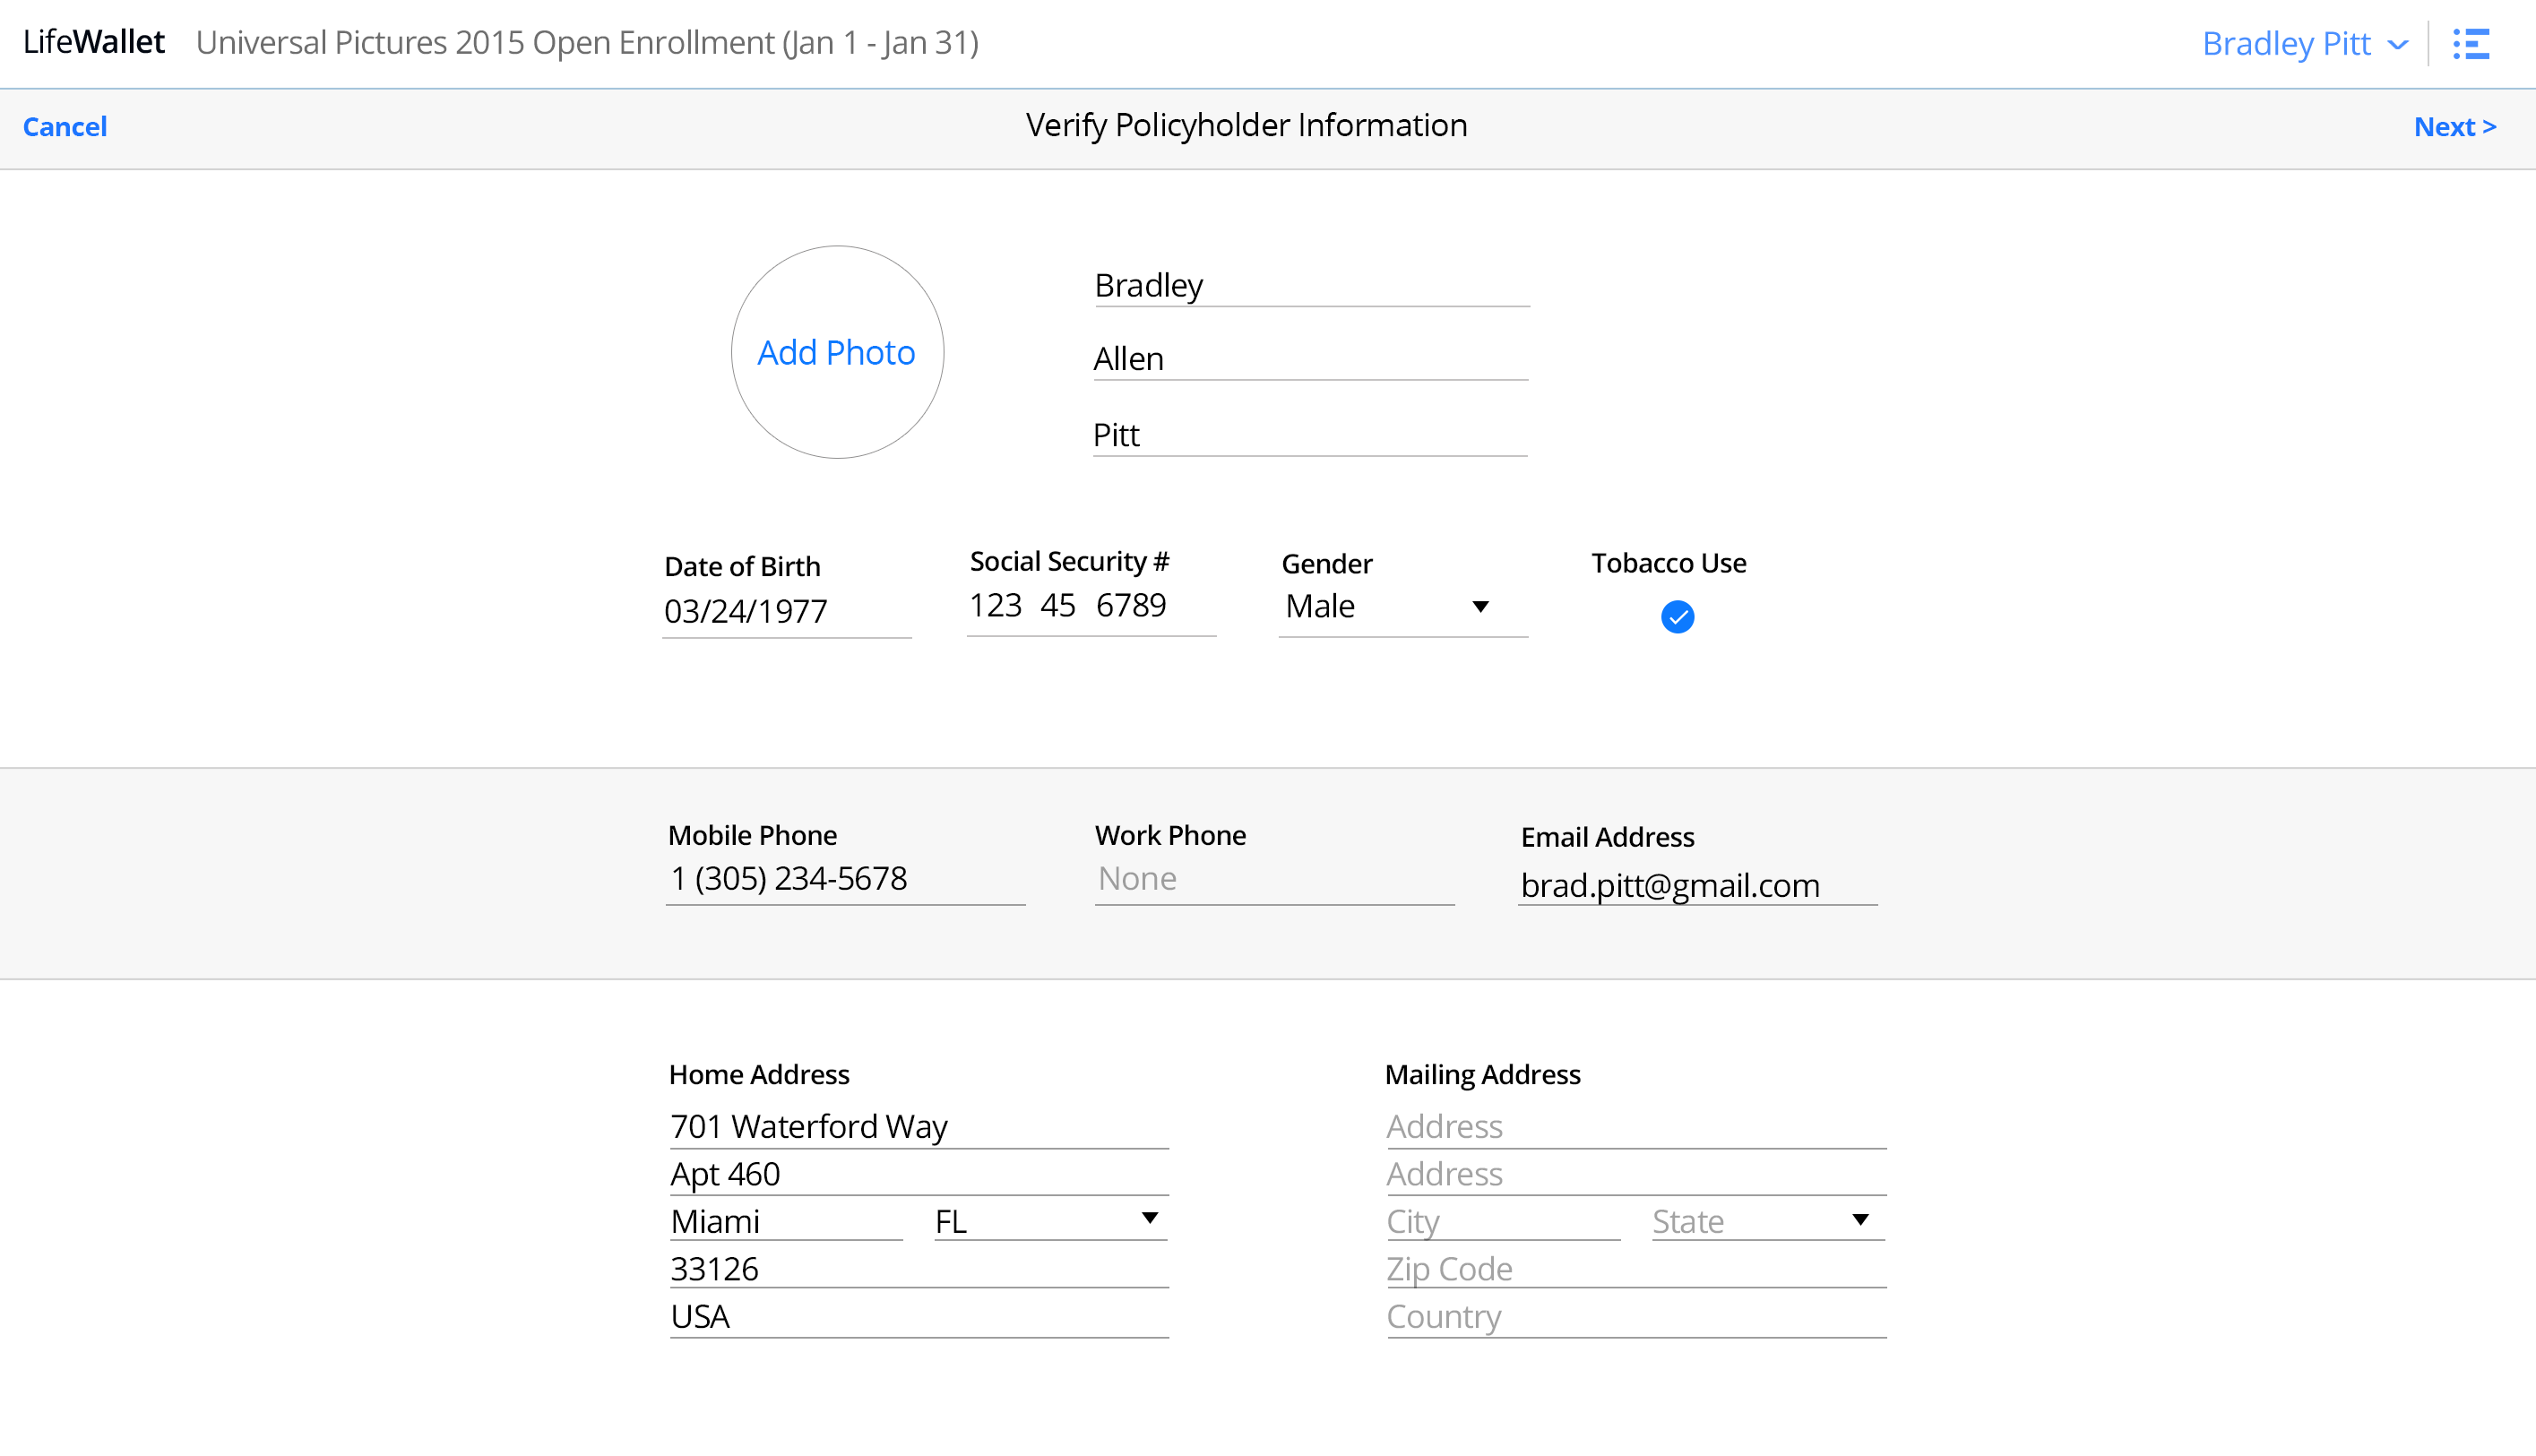 LifeWallet Universal Pictures 2015 Open Enrollment (Jan 1 - Jan 31) Bradley Pitt
Cancel Verify Policyholder Information Next >
Add Photo
Bradley
Allen
Pitt
Date of Birth Social Security # Gender Tobacco Use
03/24/1977 123 45 6789 Male
Mobile Phone Work Phone Email Address
1 (305) 234-5678 None brad.pitt@gmail.com
Home Address Mailing Address
701 Waterford Way Address
Apt 460 Address
Miami FL City State
33126 Zip Code
USA Country